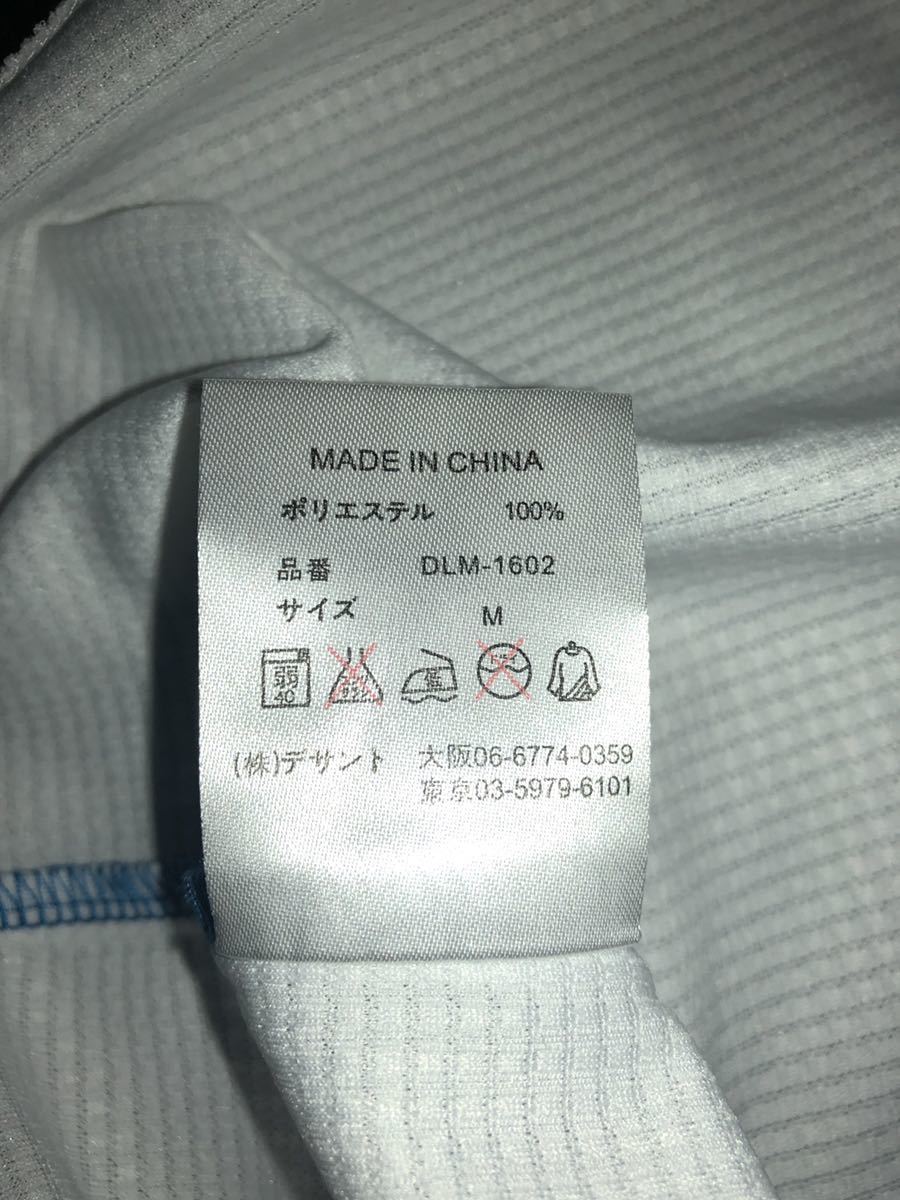 MADE IN CHINA
ポリエステル 100%
品番 DLM-1602
サイズ M
弱 40 低
(株)デサント 大阪06-6774-0359
東京03-5979-6101